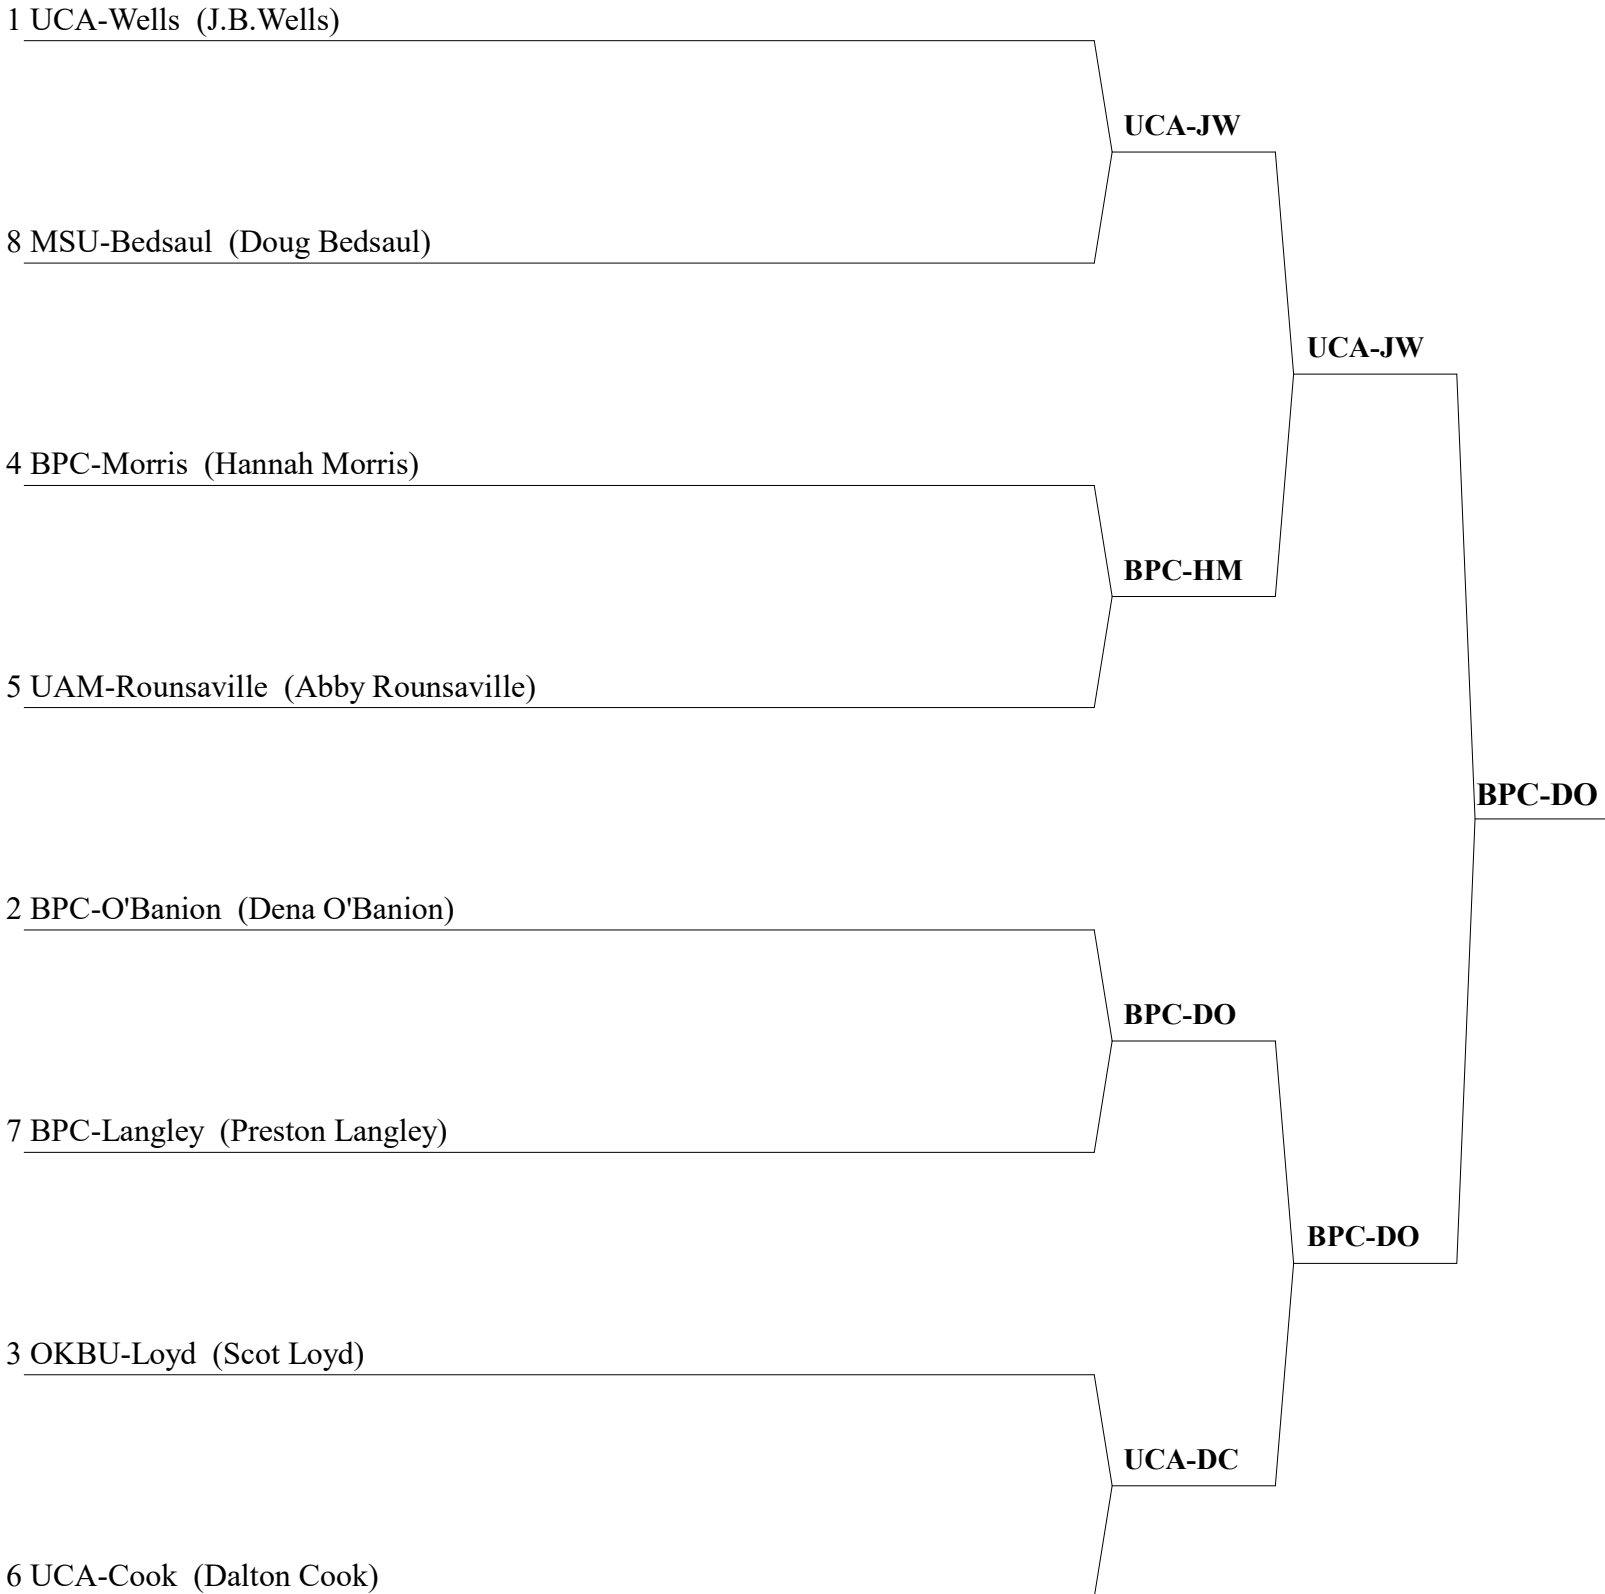 1 UCA-Wells (J.B.Wells)
UCA-JW
8 MSU-Bedsaul (Doug Bedsaul)
UCA-JW
4 BPC-Morris (Hannah Morris)
BPC-HM
5 UAM-Rounsaville (Abby Rounsaville)
BPC-DO
2 BPC-O'Banion (Dena O'Banion)
BPC-DO
7 BPC-Langley (Preston Langley)
BPC-DO
3 OKBU-Loyd (Scot Loyd)
UCA-DC
6 UCA-Cook (Dalton Cook)